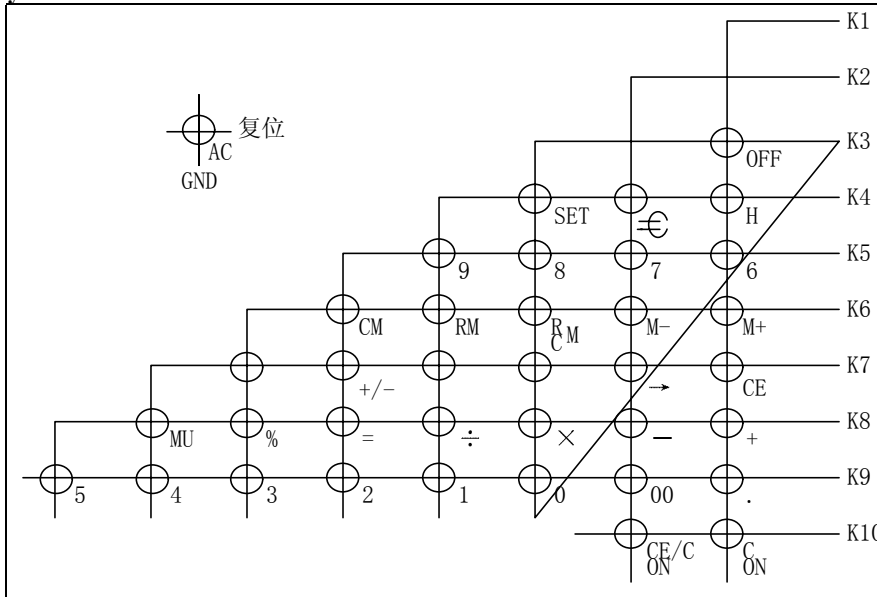 K1
K2
复位
AC
GND
K3
OFF
K4
SET
€
H
K5
9
8
7
6
K6
CM
RM
R
C M
M-
M+
K7
+/-
→
CE
K8
MU
%
=
÷
×
−
+
K9
5
4
3
2
1
0
00
.
K10
CE/C
ON
C
ON